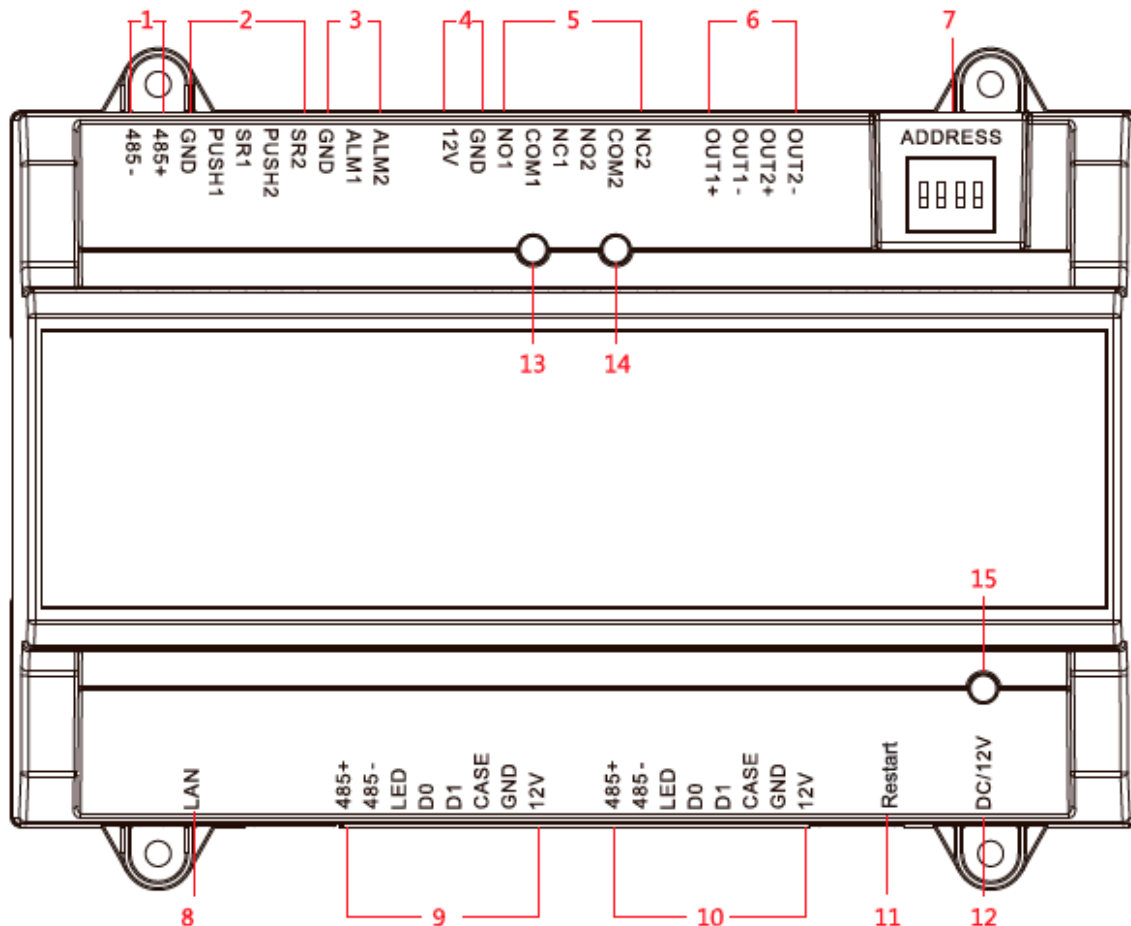 1 2 3 4 5 6 7
485-
485+
GND
PUSH1
SR1
PUSH2
SR2
GND
ALM1
ALM2
12V
GND
NO1
COM1
NC1
NO2
COM2
NC2
OUT1+
OUT1-
OUT2+
OUT2-
ADDRESS
13 14
15
LAN
485+
485-
LED
D0
D1
CASE
GND
12V
485+
485-
LED
D0
D1
CASE
GND
12V
Restart
DC/12V
8 9 10 11 12